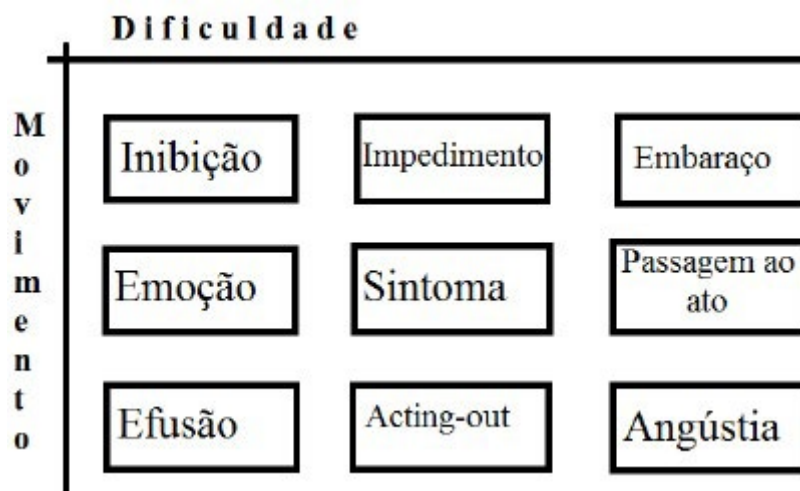 Dificuldade
Movimento
Inibição
Impedimento
Embaraço
Emoção
Sintoma
Passagem ao
ato
Efusão
Acting-out
Angústia